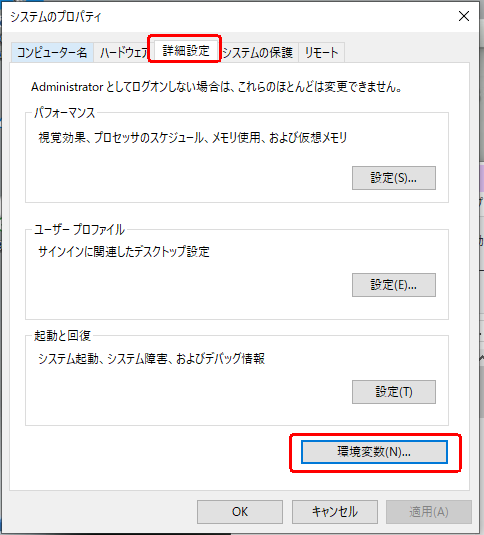 システムのプロパティ
コンピューター名 ハードウェア 詳細設定 システムの保護 リモート
Administrator としてログオンしない場合は、これらのほとんどは変更できません。
パフォーマンス
視覚効果、プロセッサのスケジュール、メモリ使用、および仮想メモリ
設定(S)...
ユーザー プロファイル
サインインに関連したデスクトップ設定
設定(E)...
起動と回復
システム起動、システム障害、およびデバッグ情報
設定(T)
環境変数(N)...
OK キャンセル 適用(A)